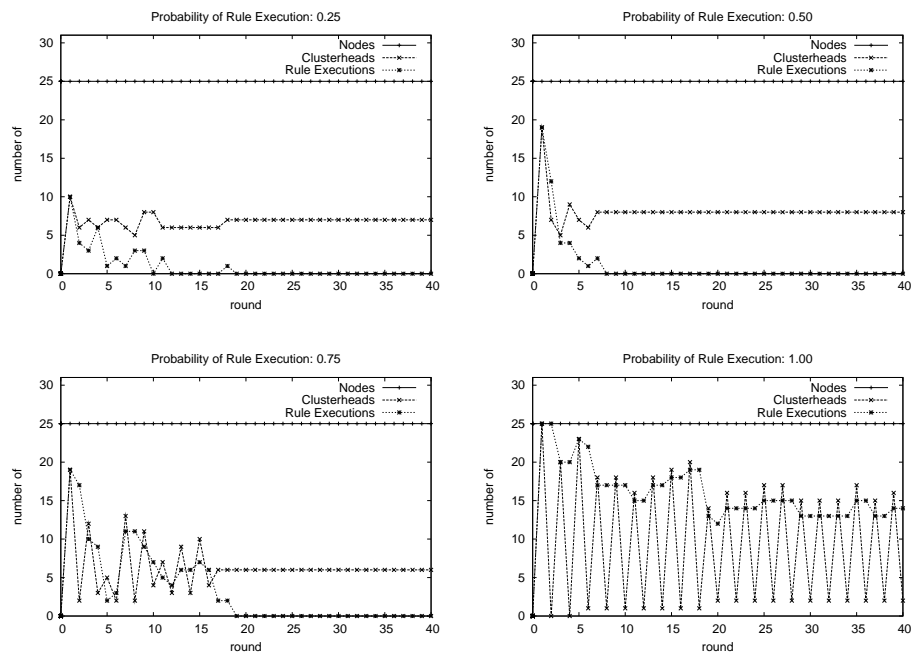 Probability of Rule Execution: 0.25
30
25
20
15
10
5
0
number of
Nodes
Clusterheads
Rule Executions
0 5 10 15 20 25 30 35 40
round
Probability of Rule Execution: 0.50
30
25
20
15
10
5
0
number of
Nodes
Clusterheads
Rule Executions
0 5 10 15 20 25 30 35 40
round
Probability of Rule Execution: 0.75
30
25
20
15
10
5
0
number of
Nodes
Clusterheads
Rule Executions
0 5 10 15 20 25 30 35 40
round
Probability of Rule Execution: 1.00
30
25
20
15
10
5
0
number of
Nodes
Clusterheads
Rule Executions
0 5 10 15 20 25 30 35 40
round